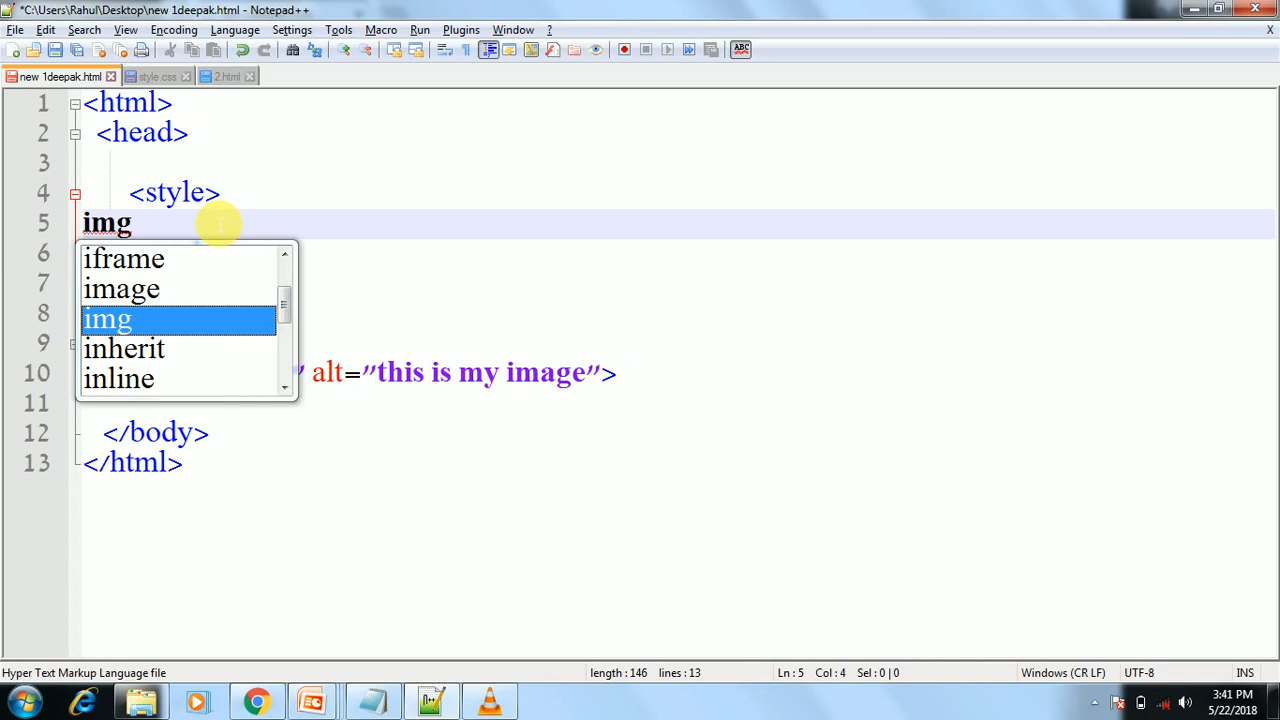 *C:\Users\Rahul\Desktop\new 1deepak.html - Notepad++
File Edit Search View Encoding Language Settings Tools Macro Run Plugins Window ? X
ABC
new 1deepak.html style.css 2.html
1 <html>
2 <head>
3
4 <style>
5 img
6 iframe
7 image
8 img
9 inherit
10 " alt="this is my image">
inline
11
12 </body>
13 </html>
Hyper Text Markup Language file length : 146 lines : 13 Ln : 5 Col : 4 Sel : 0 | 0 Windows (CR LF) UTF-8 INS
n++
3:41 PM
5/22/2018